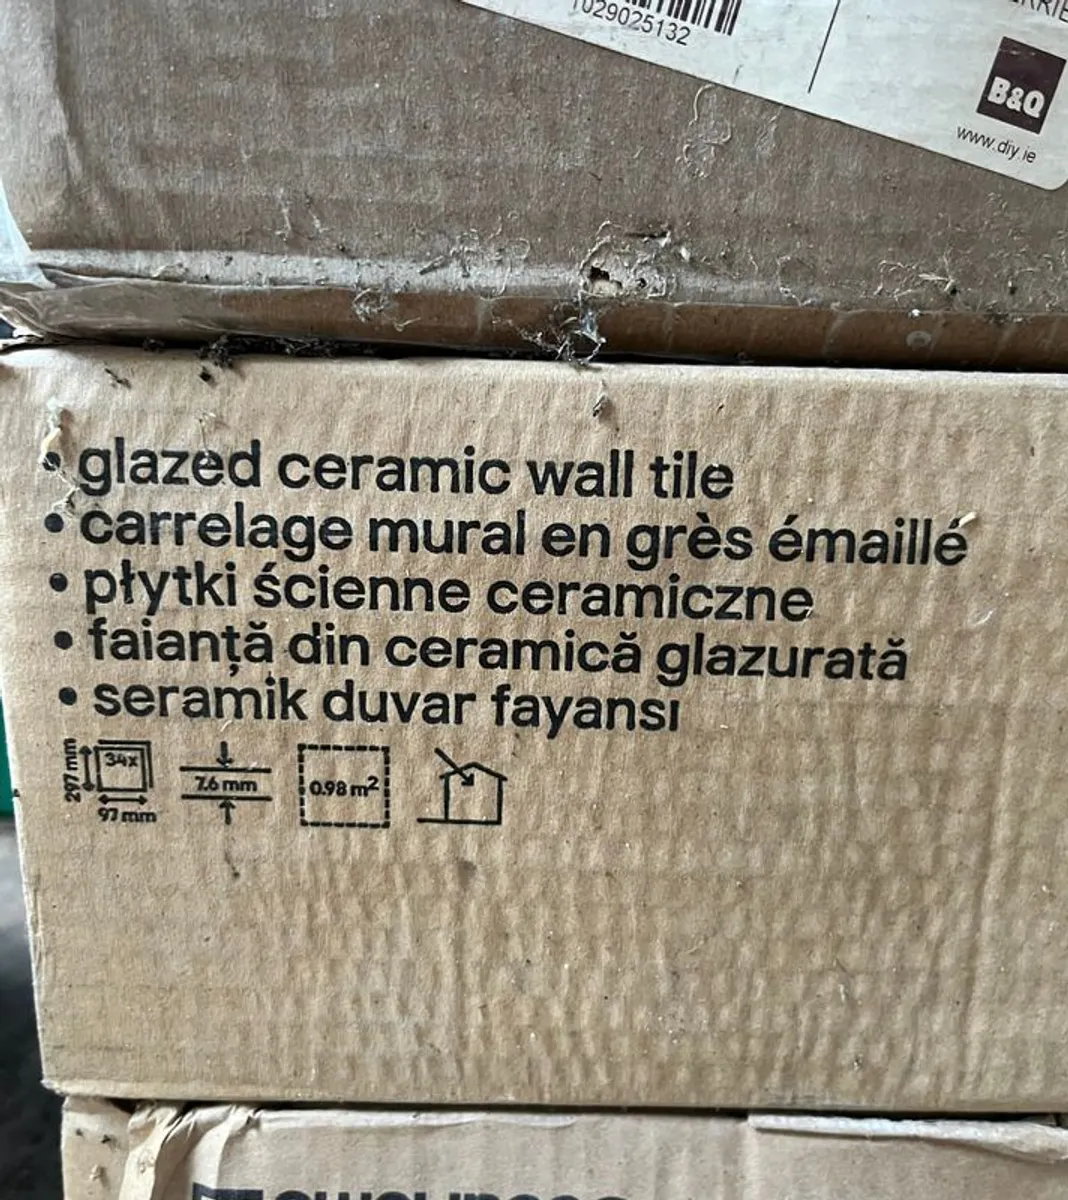 1029025132
B&Q
www.diy.ie
• glazed ceramic wall tile
• carrelage mural en grès émaillé
• płytki ścienne ceramiczne
• faianță din ceramică glazurată
• seramik duvar fayansı
297 mm
34x
97 mm
7.6 mm
0.98 m²